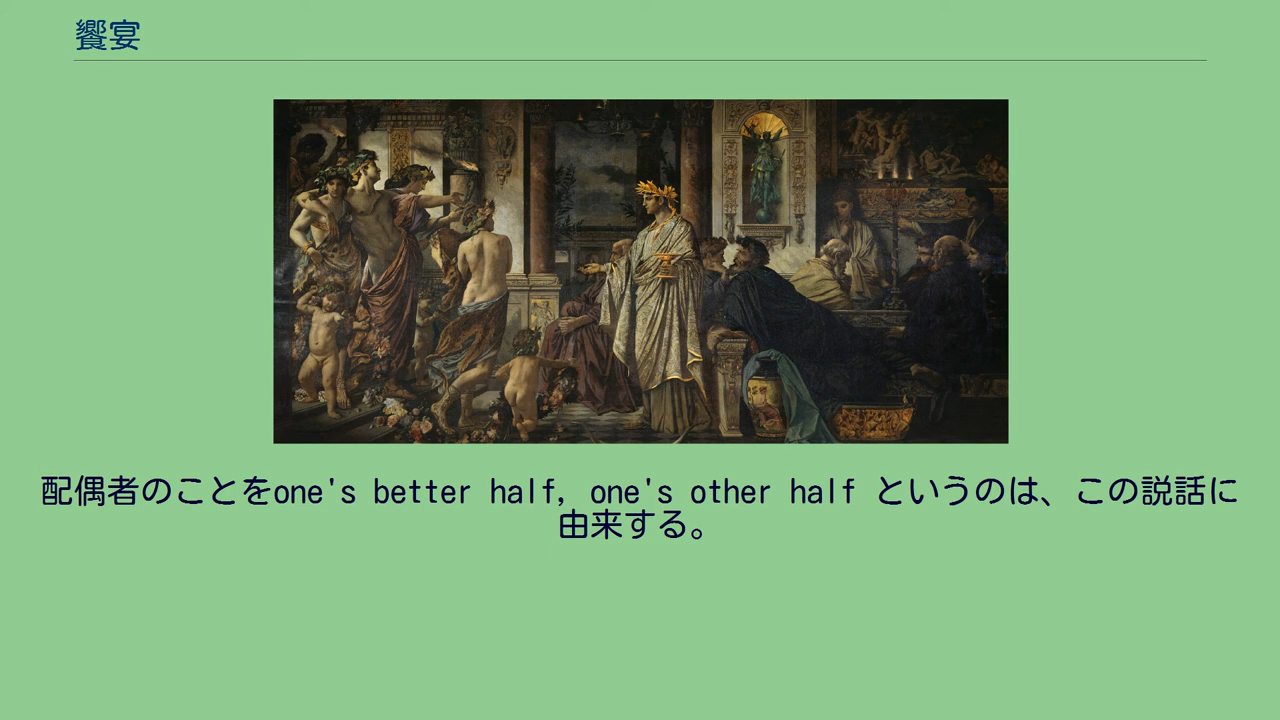 饗宴
配偶者のことをone's better half, one's other half というのは、この説話に
由来する。